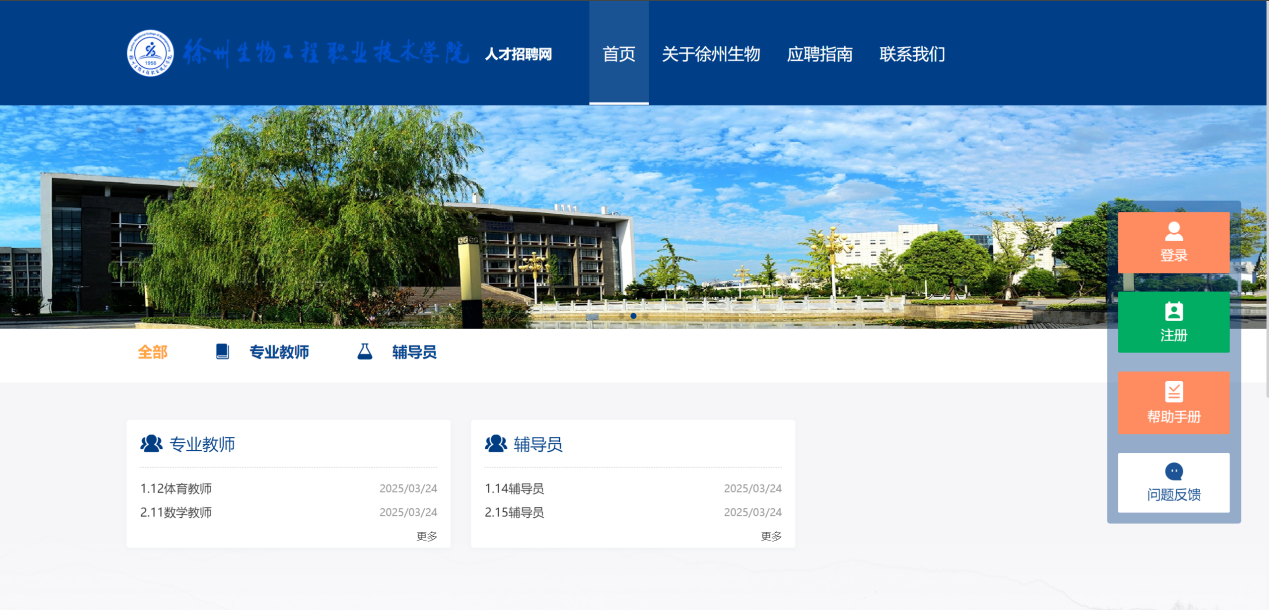 徐州生物工程职业技术学院 人才招聘网 首页 关于徐州生物 应聘指南 联系我们
1956
登录
注册
帮助手册
问题反馈
全部 专业教师 辅导员
专业教师
1.12体育教师 2025/03/24
2.11数学教师 2025/03/24
更多
辅导员
1.14辅导员 2025/03/24
2.15辅导员 2025/03/24
更多